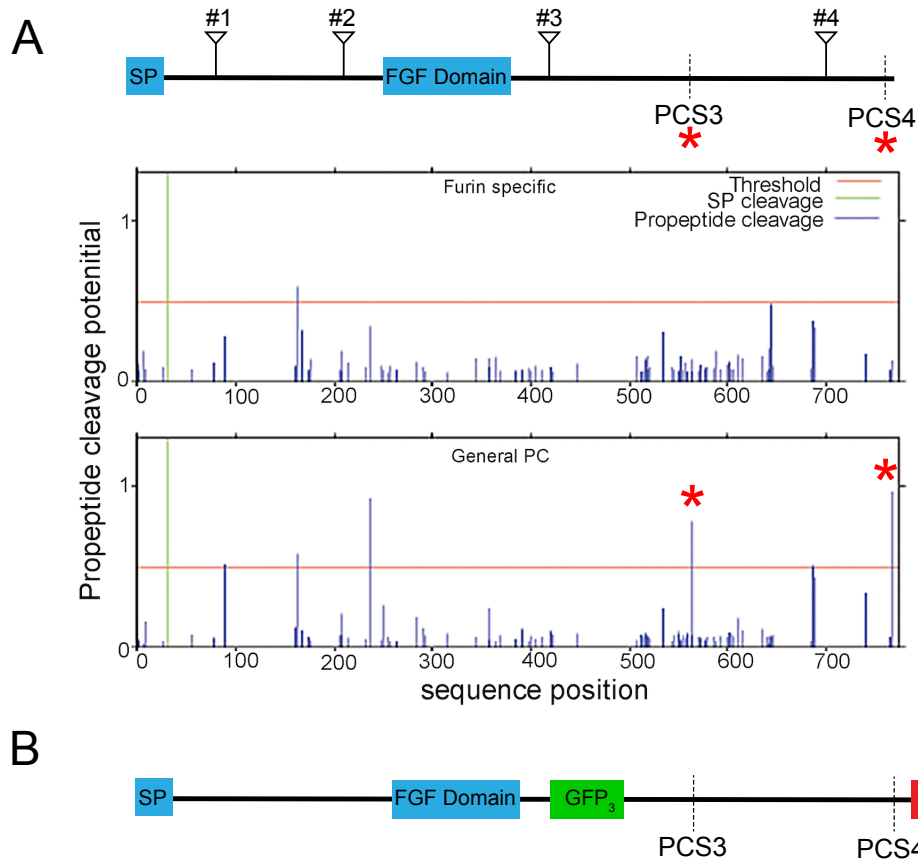 A
#1 #2 #3 #4
SP FGF Domain
PCS3 PCS4
* *
Propeptide cleavage potenitial
Furin specific
Threshold
SP cleavage
Propeptide cleavage
1
0
0 100 200 300 400 500 600 700
General PC
* *
1
0
0 100 200 300 400 500 600 700
sequence position
B
SP FGF Domain GFP3
PCS3 PCS4